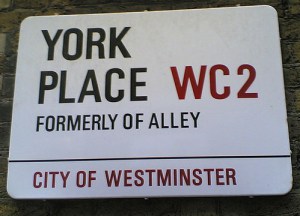 YORK
PLACE WC2
FORMERLY OF ALLEY
CITY OF WESTMINSTER